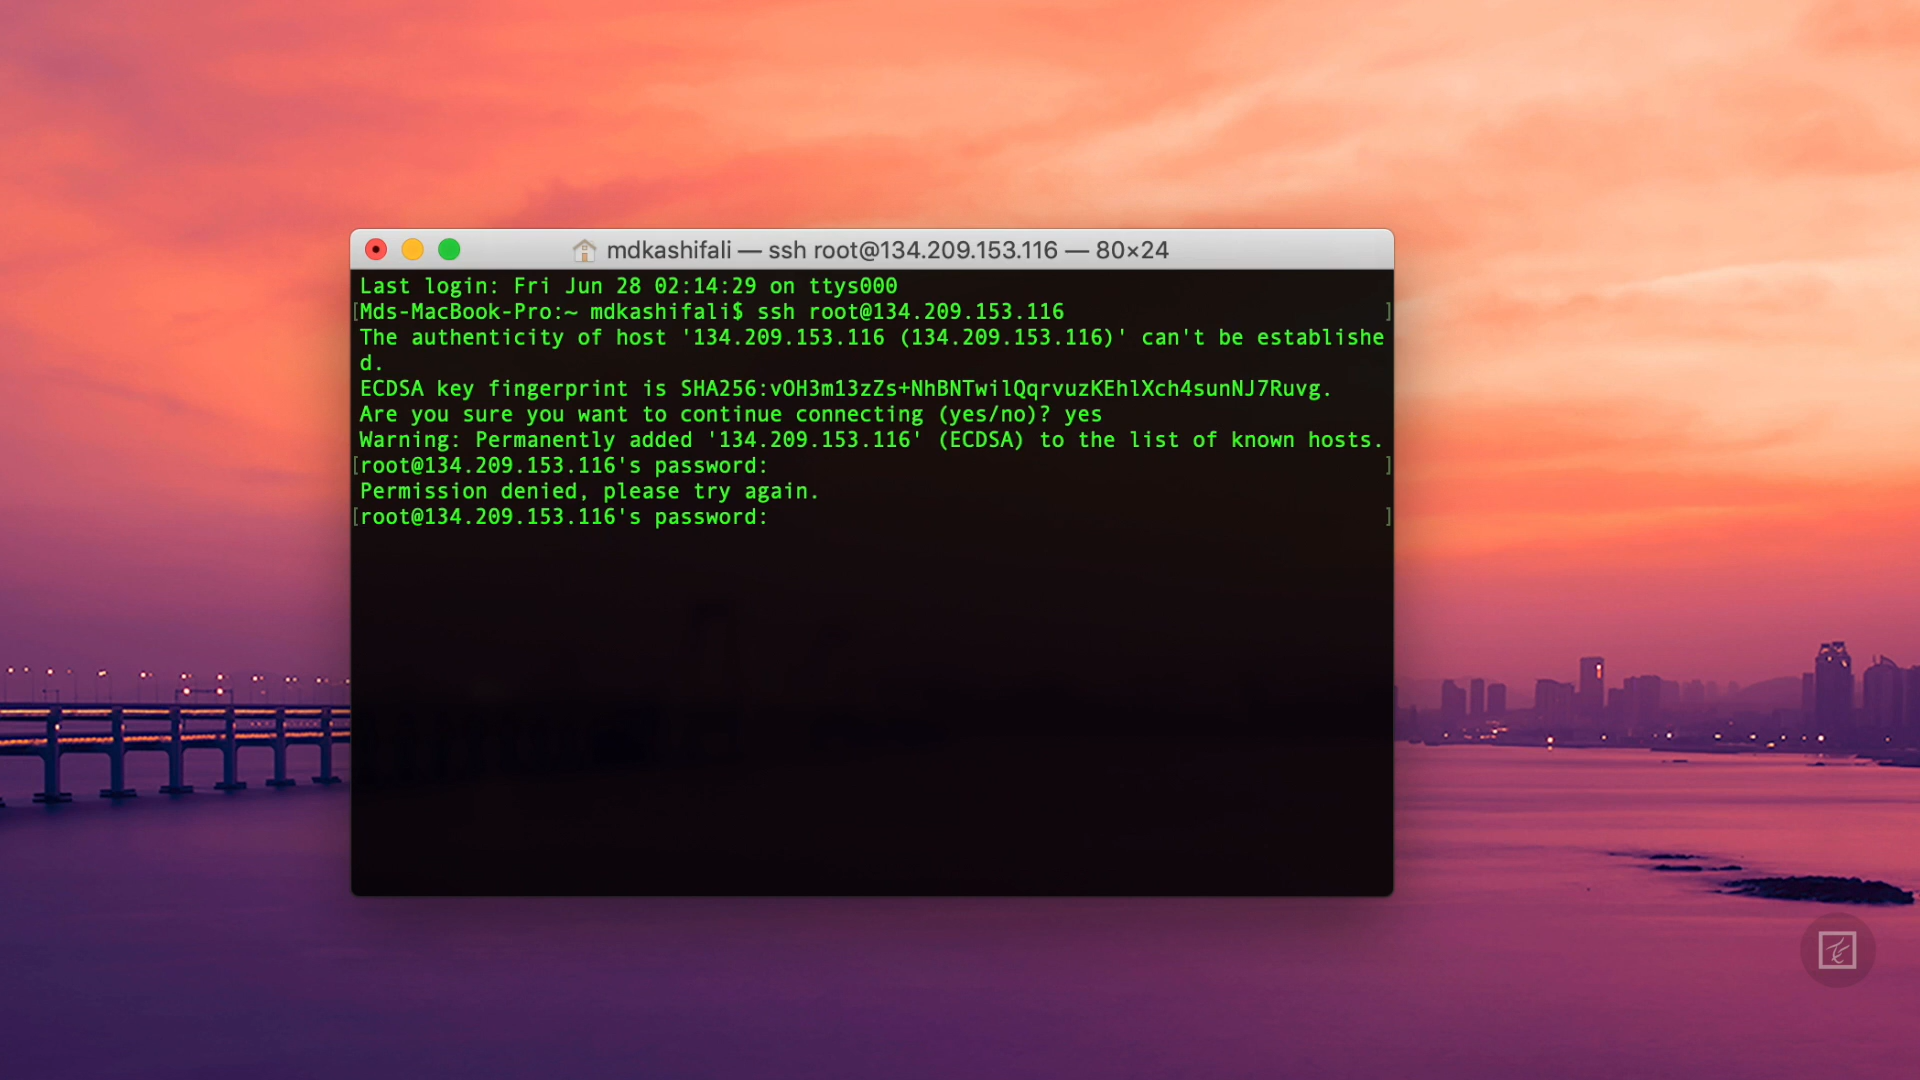 mdkashifali — ssh root@134.209.153.116 — 80×24
Last login: Fri Jun 28 02:14:29 on ttys000
[Mds-MacBook-Pro:~ mdkashifali$ ssh root@134.209.153.116 ]
The authenticity of host '134.209.153.116 (134.209.153.116)' can't be establishe
d.
ECDSA key fingerprint is SHA256:vOH3m13zZs+NhBNTwilQqrvuzKEhlXch4sunNJ7Ruvg.
Are you sure you want to continue connecting (yes/no)? yes
Warning: Permanently added '134.209.153.116' (ECDSA) to the list of known hosts.
[root@134.209.153.116's password: ]
Permission denied, please try again.
[root@134.209.153.116's password: ]